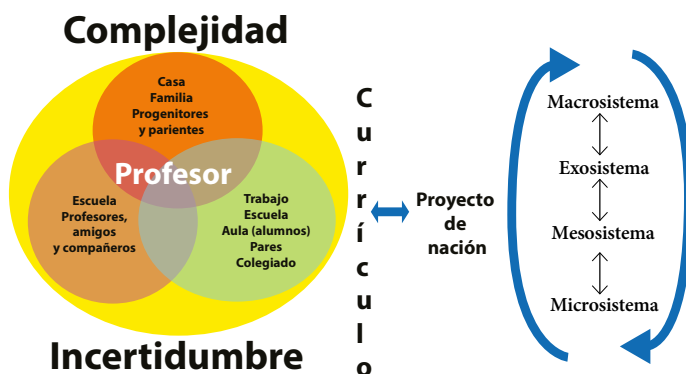 Complejidad
Casa
Familia
Progenitores
y parientes
Profesor
Escuela
Profesores,
amigos
y compañeros
Trabajo
Escuela
Aula (alumnos)
Pares
Colegiado
Incertidumbre
C
u
r
r
í
c
u
l
o
Proyecto
de
nación
Macrosistema
Exosistema
Mesosistema
Microsistema